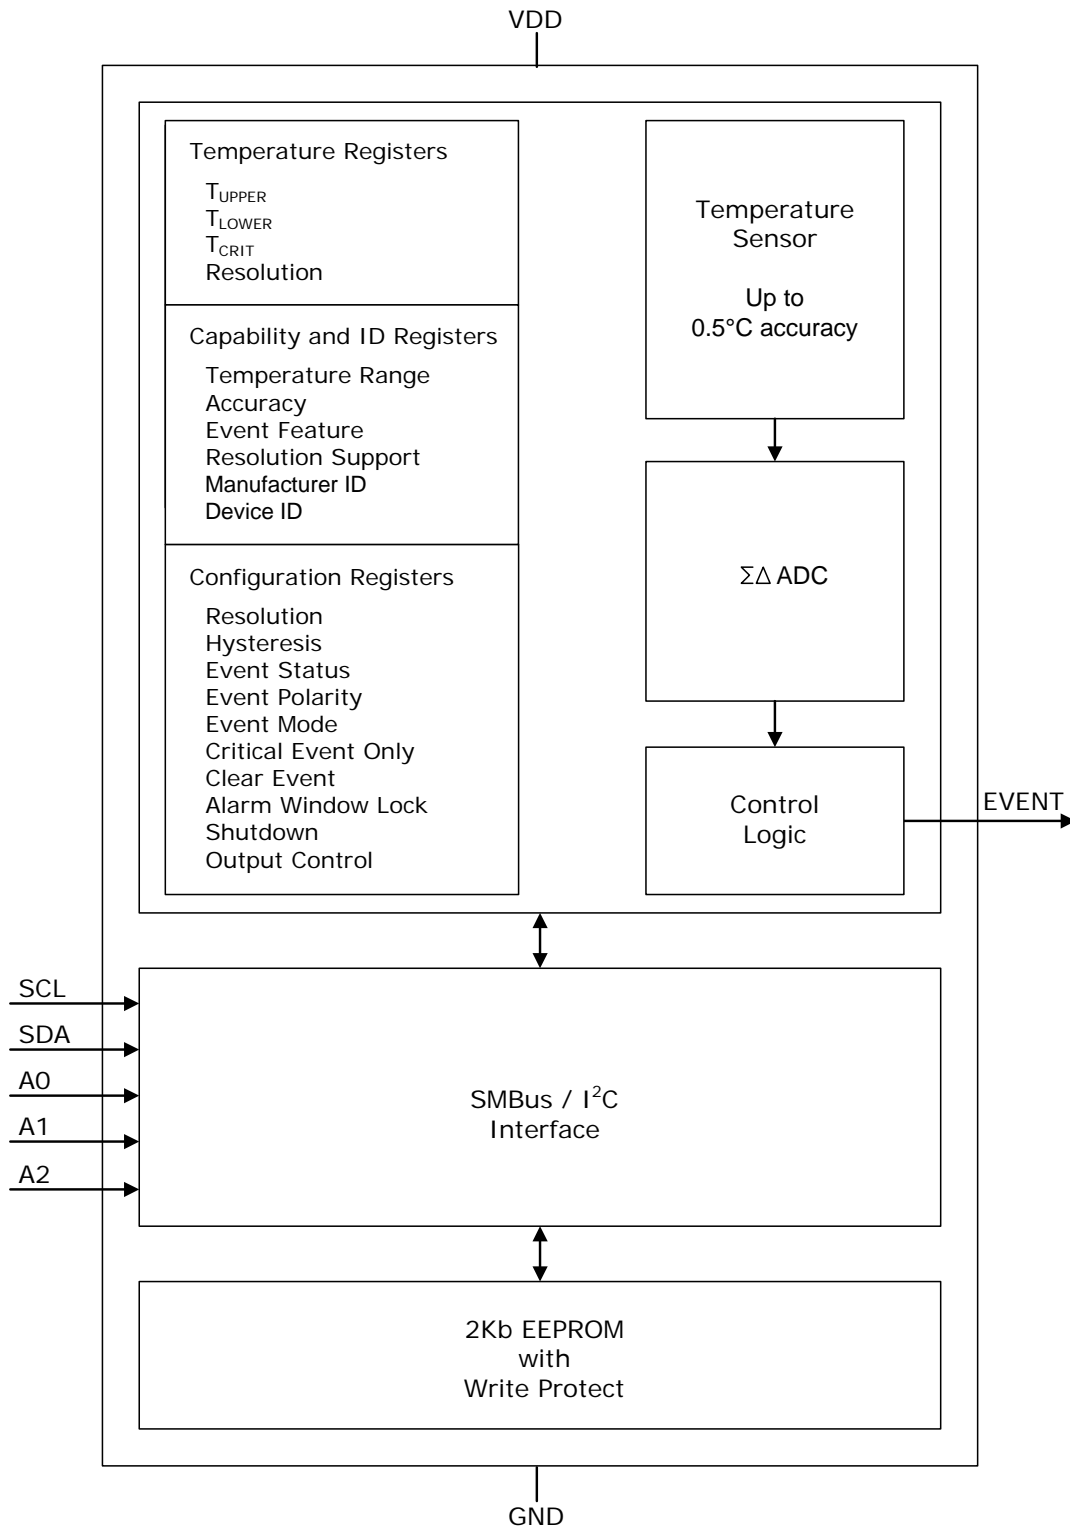 VDD
Temperature Registers
T_UPPER
T_LOWER
T_CRIT
Resolution
Capability and ID Registers
Temperature Range
Accuracy
Event Feature
Resolution Support
Manufacturer ID
Device ID
Configuration Registers
Resolution
Hysteresis
Event Status
Event Polarity
Event Mode
Critical Event Only
Clear Event
Alarm Window Lock
Shutdown
Output Control
Temperature
Sensor
Up to
0.5°C accuracy
ΣΔ ADC
Control
Logic
EVENT
SCL
SDA
A0
A1
A2
SMBus / I²C
Interface
2Kb EEPROM
with
Write Protect
GND